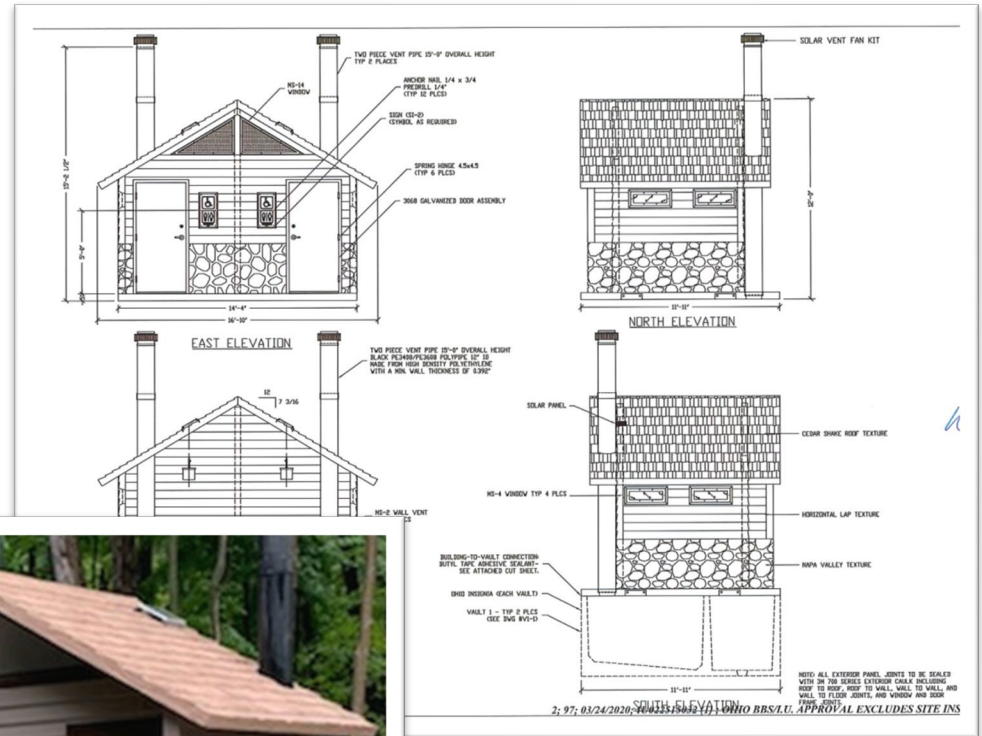 TWO PIECE VENT PIPE 15'-0" OVERALL HEIGHT
TYP 2 PLACES
MS-14
WINDOW
ANCHOR NAIL 1/4 x 3/4
PREDRILL 1/4"
(TYP 12 PLCS)
SIGN (SI-2)
(SYMBOL AS REQUIRED)
SPRING HINGE 4.5x4.5
(TYP 6 PLCS)
3068 GALVANIZED DOOR ASSEMBLY
14'-4"
16'-10"
EAST ELEVATION
SOLAR VENT FAN KIT
11'-11"
NORTH ELEVATION
TWO PIECE VENT PIPE 15'-0" OVERALL HEIGHT
BLACK PE3408/PE3608 POLYPIPE 12" ID
MADE FROM HIGH DENSITY POLYETHYLENE
WITH A MIN. WALL THICKNESS OF 0.392"
12
7 3/16
MS-2 WALL VENT
CS
SOLAR PANEL
CEDAR SHAKE ROOF TEXTURE
MS-4 WINDOW TYP 4 PLCS
HORIZONTAL LAP TEXTURE
NAPA VALLEY TEXTURE
BUILDING-TO-VAULT CONNECTION:
BUTYL TAPE ADHESIVE SEALANT-
SEE ATTACHED CUT SHEET.
OHIO INSIGNIA (EACH VAULT)
VAULT 1 - TYP 2 PLCS
(SEE DWG #V1-1)
11'-11"
SOUTH ELEVATION
NOTE: ALL EXTERIOR PANEL JOINTS TO BE SEALED
WITH 3M 700 SERIES EXTERIOR CAULK INCLUDING
ROOF TO ROOF, ROOF TO WALL, WALL TO WALL, AND
WALL TO FLOOR JOINTS, AND WINDOW AND DOOR
FRAME JOINTS.
2; 97; 03/24/2020; OHIO BBS/I.U. APPROVAL EXCLUDES SITE INS